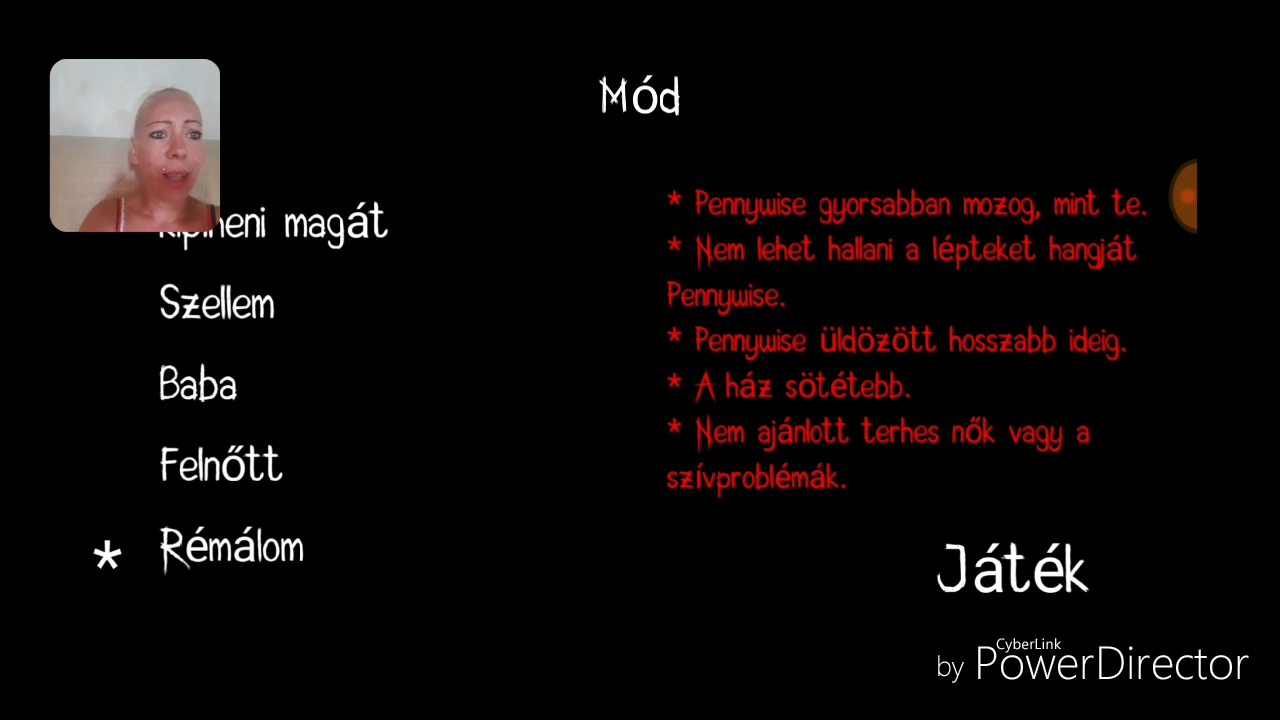 Mód
magát
Szellem
Baba
Felnőtt
* Rémálom
* Pennywise gyorsabban mozog, mint te.
* Nem lehet hallani a lépteket hangját
Pennywise.
* Pennywise üldözött hosszabb ideig.
* A ház sötétebb.
* Nem ajánlott terhes nők vagy a
szívproblémák.
Játék
CyberLink
by PowerDirector